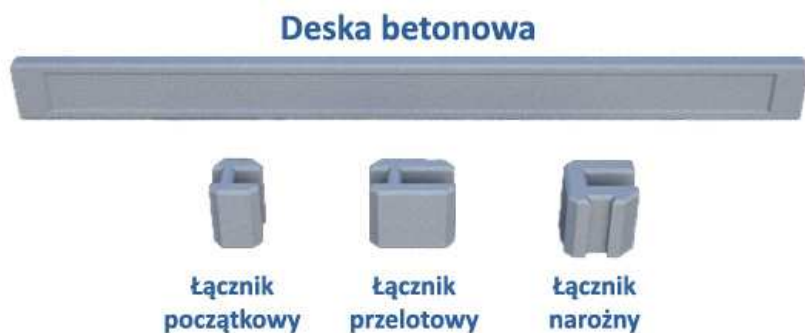 Deska betonowa
Łącznik początkowy
Łącznik przelotowy
Łącznik narożny